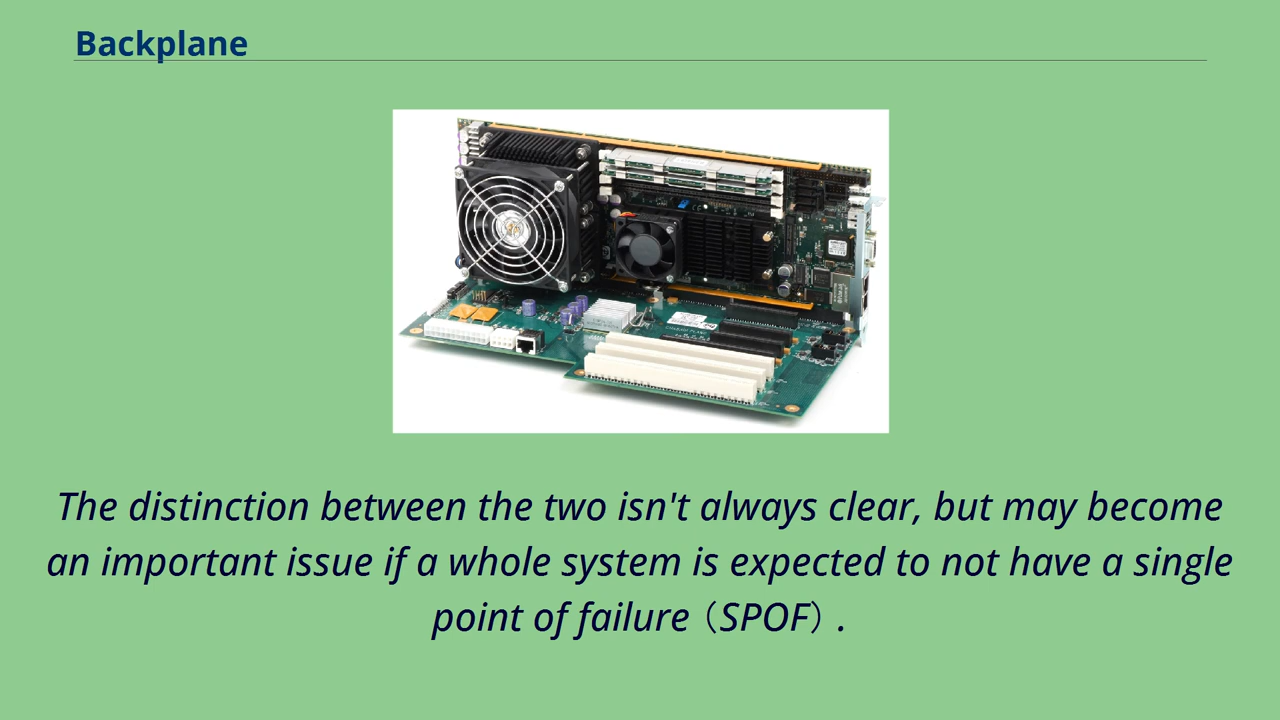 Backplane
The distinction between the two isn't always clear, but may become
an important issue if a whole system is expected to not have a single
point of failure（SPOF）.